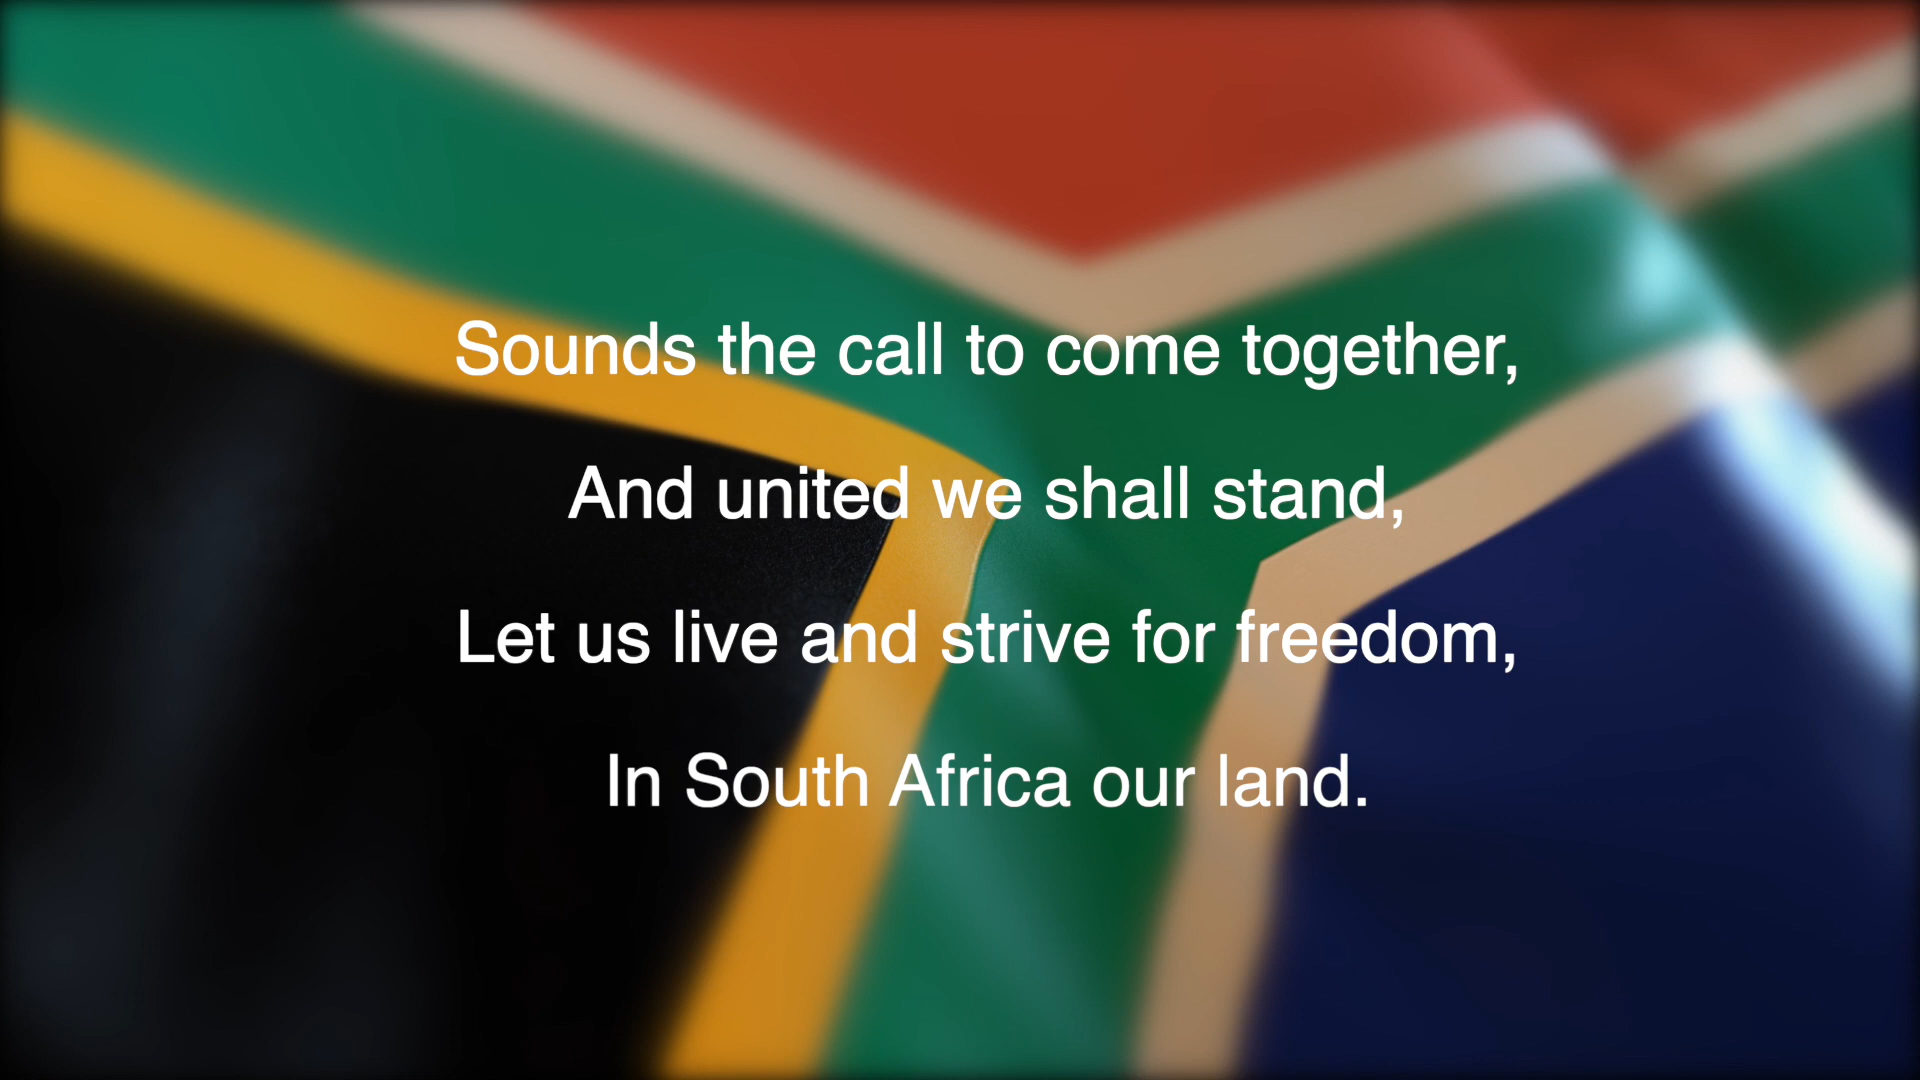 Sounds the call to come together,
And united we shall stand,
Let us live and strive for freedom,
In South Africa our land.